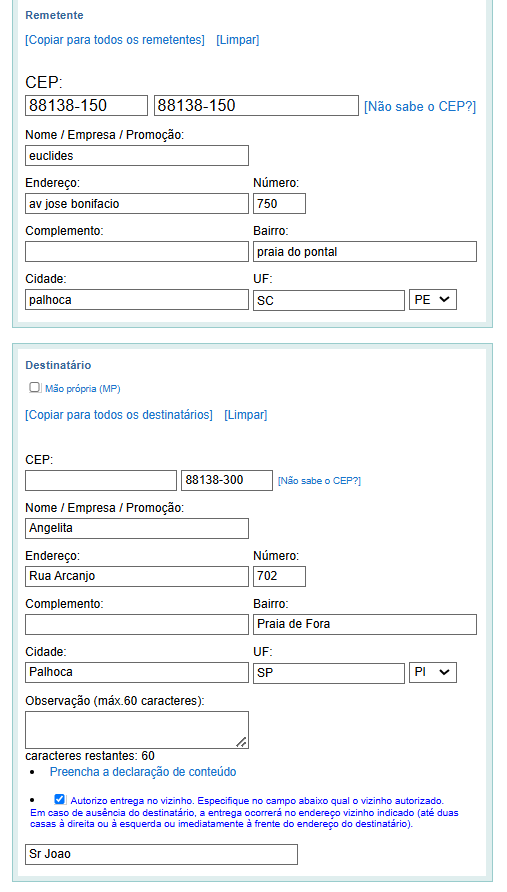 Remetente
[Copiar para todos os remetentes] [Limpar]
CEP:
88138-150 88138-150 [Não sabe o CEP?]
Nome / Empresa / Promoção:
euclides
Endereço: Número:
av jose bonifacio 750
Complemento: Bairro:
praia do pontal
Cidade: UF:
palhoca SC PE
Destinatário
Mão própria (MP)
[Copiar para todos os destinatários] [Limpar]
CEP:
88138-300 [Não sabe o CEP?]
Nome / Empresa / Promoção:
Angelita
Endereço: Número:
Rua Arcanjo 702
Complemento: Bairro:
Praia de Fora
Cidade: UF:
Palhoca SP PI
Observação (máx.60 caracteres):
caracteres restantes: 60
• Preencha a declaração de conteúdo
• Autorizo entrega no vizinho. Especifique no campo abaixo qual o vizinho autorizado.
Em caso de ausência do destinatário, a entrega ocorrerá no endereço vizinho indicado (até duas
casas à direita ou à esquerda ou imediatamente à frente do endereço do destinatário).
Sr Joao